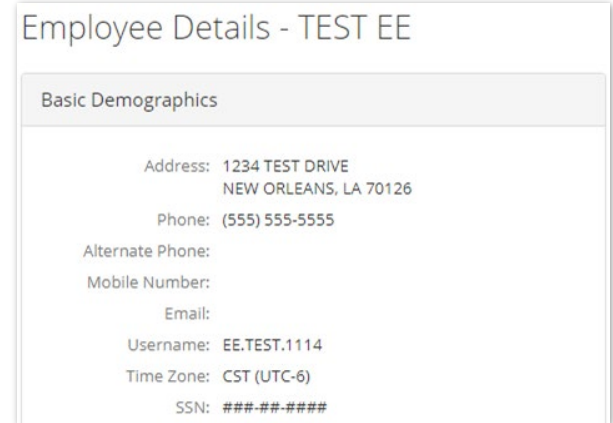 Employee Details - TEST EE
Basic Demographics
Address: 1234 TEST DRIVE
NEW ORLEANS, LA 70126
Phone: (555) 555-5555
Alternate Phone:
Mobile Number:
Email:
Username: EE.TEST.1114
Time Zone: CST (UTC-6)
SSN: ###-##-####